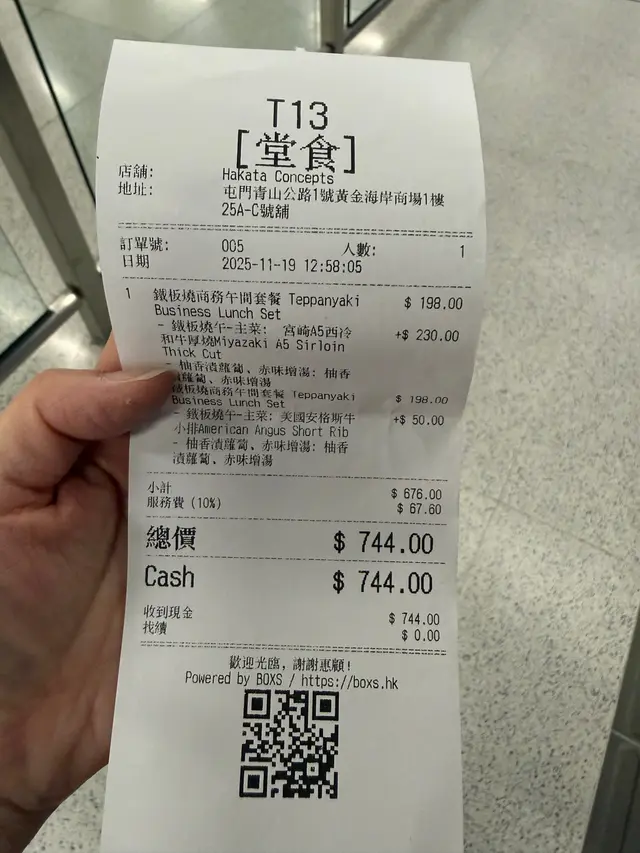 T13
[堂食]
店舖: Hakata Concepts
地址: 屯門青山公路1號黃金海岸商場1樓
25A-C號舖
訂單號: 005 人數: 1
日期 2025-11-19 12:58:05
1 鐵板燒商務午間套餐 Teppanyaki $ 198.00
Business Lunch Set
- 鐵板燒午-主菜: 宮崎A5西冷 +$ 230.00
和牛厚燒Miyazaki A5 Sirloin
Thick Cut
- 柚香漬蘿蔔、赤味增湯: 柚香
蘿蔔、赤味增湯
鐵板燒商務午間套餐 Teppanyaki $ 198.00
Business Lunch Set
- 鐵板燒午-主菜: 美國安格斯牛 +$ 50.00
小排American Angus Short Rib
- 柚香漬蘿蔔、赤味增湯: 柚香
漬蘿蔔、赤味增湯
小計 $ 676.00
服務費 (10%) $ 67.60
總價 $ 744.00
Cash $ 744.00
收到現金 $ 744.00
找續 $ 0.00
歡迎光臨, 謝謝惠顧!
Powered by BOXS / https://boxs.hk